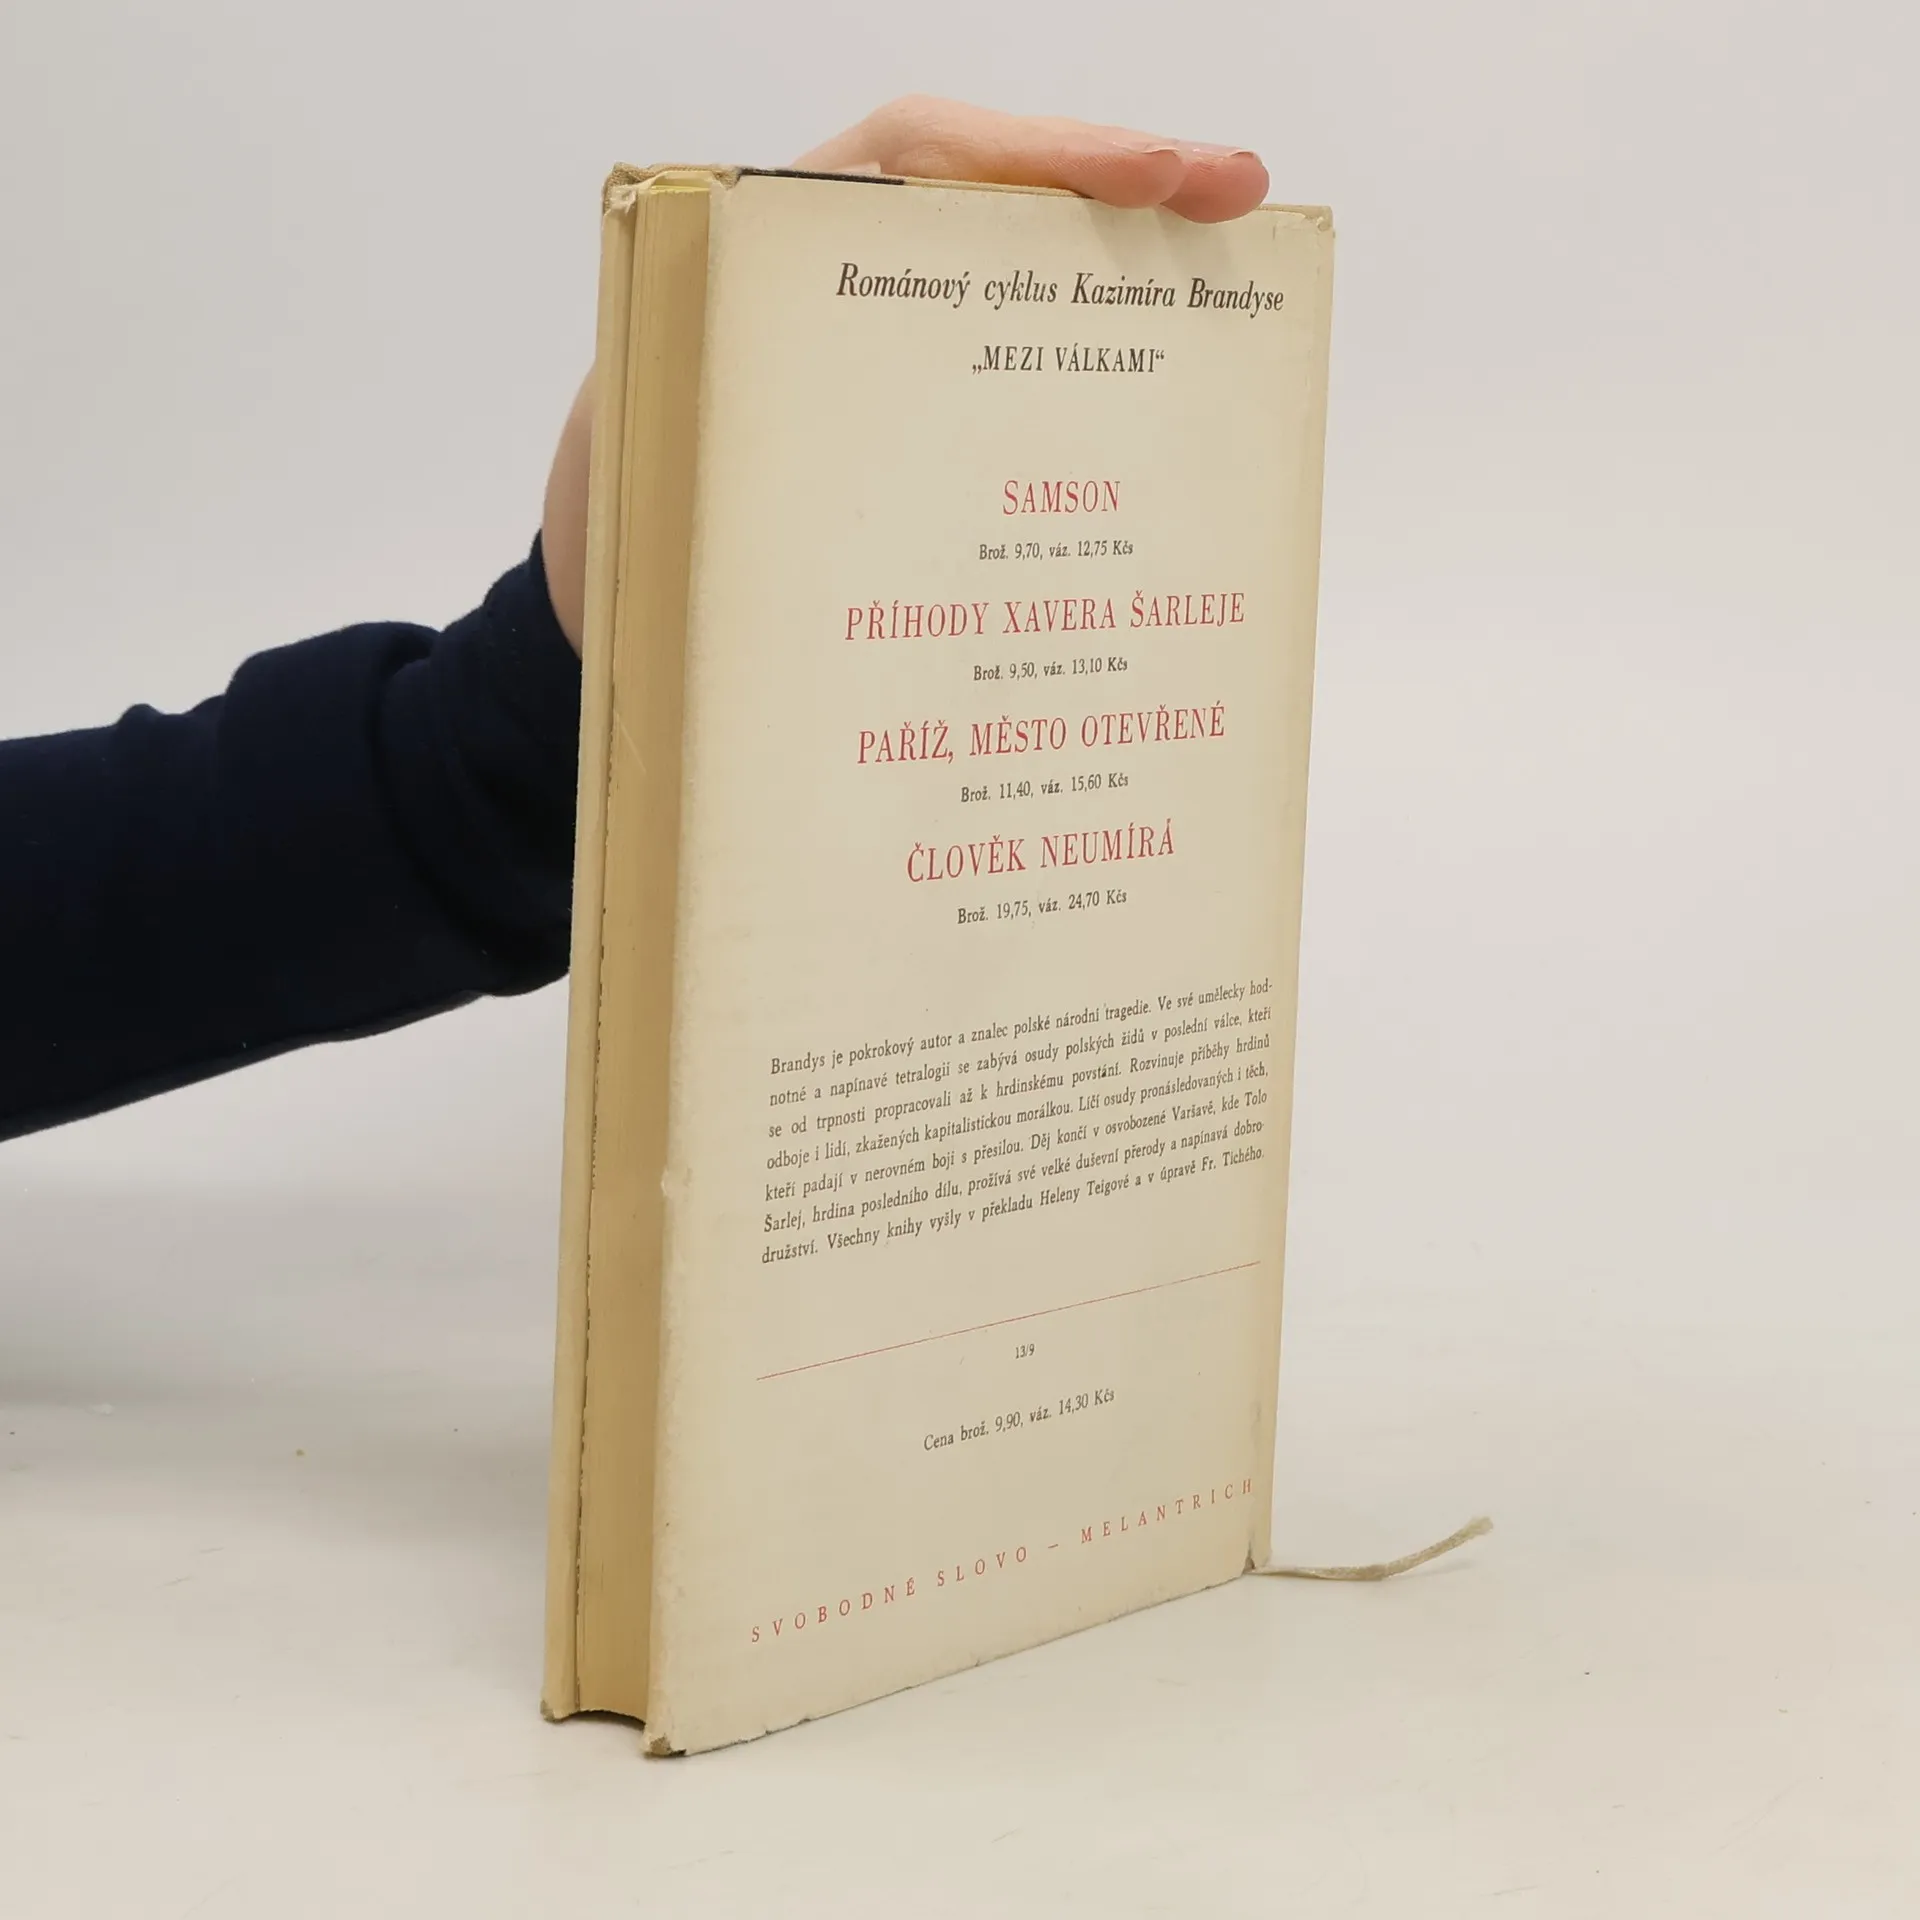 Románový cyklus Kazimíra Brandyse
„MEZI VÁLKAMI“
SAMSON
Brož. 9,70, váz. 12,75 Kčs
PŘÍHODY XAVERA ŠARLEJE
Brož. 9,50, váz. 13,10 Kčs
PAŘÍŽ, MĚSTO OTEVŘENÉ
Brož. 11,40, váz. 15,60 Kčs
ČLOVĚK NEUMÍRÁ
Brož. 19,75, váz. 24,70 Kčs
Brandys je pokrokový autor a znalec polské národní tragedie. Ve své umělecky hod-
notné a napínavé tetralogii se zabývá osudy polských židů v poslední válce, kteří
se od trpnosti propracovali až k hrdinskému povstání. Rozvinuje příběhy hrdinů
odboje i lidí, zkažených kapitalistickou morálkou. Líčí osudy pronásledovaných i těch,
kteří padají v nerovném boji s přesilou. Děj končí v osvobozené Varšavě, kde Tolo
Šarlej, hrdina posledního dílu, prožívá své velké duševní přerody a napínavá dobro-
družství. Všechny knihy vyšly v překladu Heleny Teigové a v úpravě Fr. Tichého.
13/9
Cena brož. 9,90, váz. 14,30 Kčs
SVOBODNÉ SLOVO – MELANTRICH